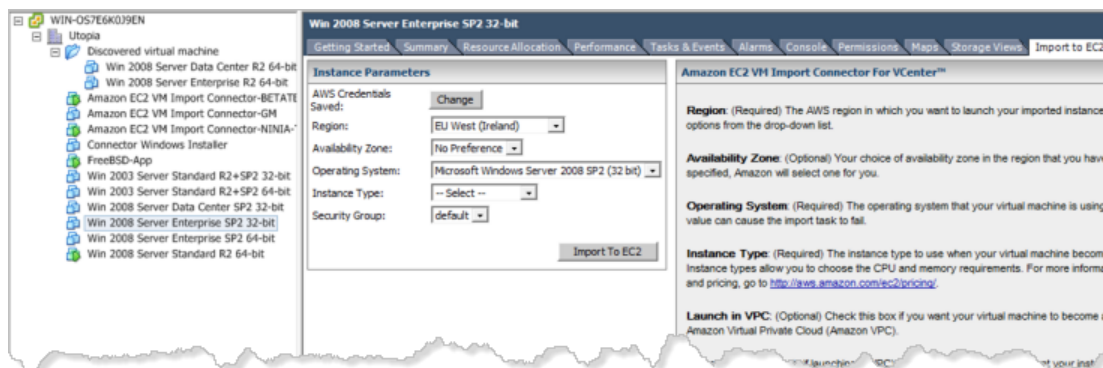 WIN-OS7E6K0J9EN
Utopia
Discovered virtual machine
Win 2008 Server Data Center R2 64-bit
Win 2008 Server Enterprise R2 64-bit
Amazon EC2 VM Import Connector-BETATE
Amazon EC2 VM Import Connector-GM
Amazon EC2 VM Import Connector-NINIA-
Connector Windows Installer
FreeBSD-App
Win 2003 Server Standard R2+SP2 32-bit
Win 2003 Server Standard R2+SP2 64-bit
Win 2008 Server Data Center SP2 32-bit
Win 2008 Server Enterprise SP2 32-bit
Win 2008 Server Enterprise SP2 64-bit
Win 2008 Server Standard R2 64-bit
Win 2008 Server Enterprise SP2 32-bit
Getting Started Summary Resource Allocation Performance Tasks & Events Alarms Console Permissions Maps Storage Views Import to EC2
Instance Parameters
AWS Credentials
Saved: Change
Region: EU West (Ireland)
Availability Zone: No Preference
Operating System: Microsoft Windows Server 2008 SP2 (32 bit)
Instance Type: -- Select --
Security Group: default
Import To EC2
Amazon EC2 VM Import Connector For VCenter™
Region: (Required) The AWS region in which you want to launch your imported instance
options from the drop-down list.
Availability Zone: (Optional) Your choice of availability zone in the region that you have
specified, Amazon will select one for you.
Operating System: (Required) The operating system that your virtual machine is using
value can cause the import task to fail.
Instance Type: (Required) The instance type to use when your virtual machine becom
Instance types allow you to choose the CPU and memory requirements. For more informa
and pricing, go to http://aws.amazon.com/ec2/pricing/.
Launch in VPC: (Optional) Check this box if you want your virtual machine to become a
Amazon Virtual Private Cloud (Amazon VPC).